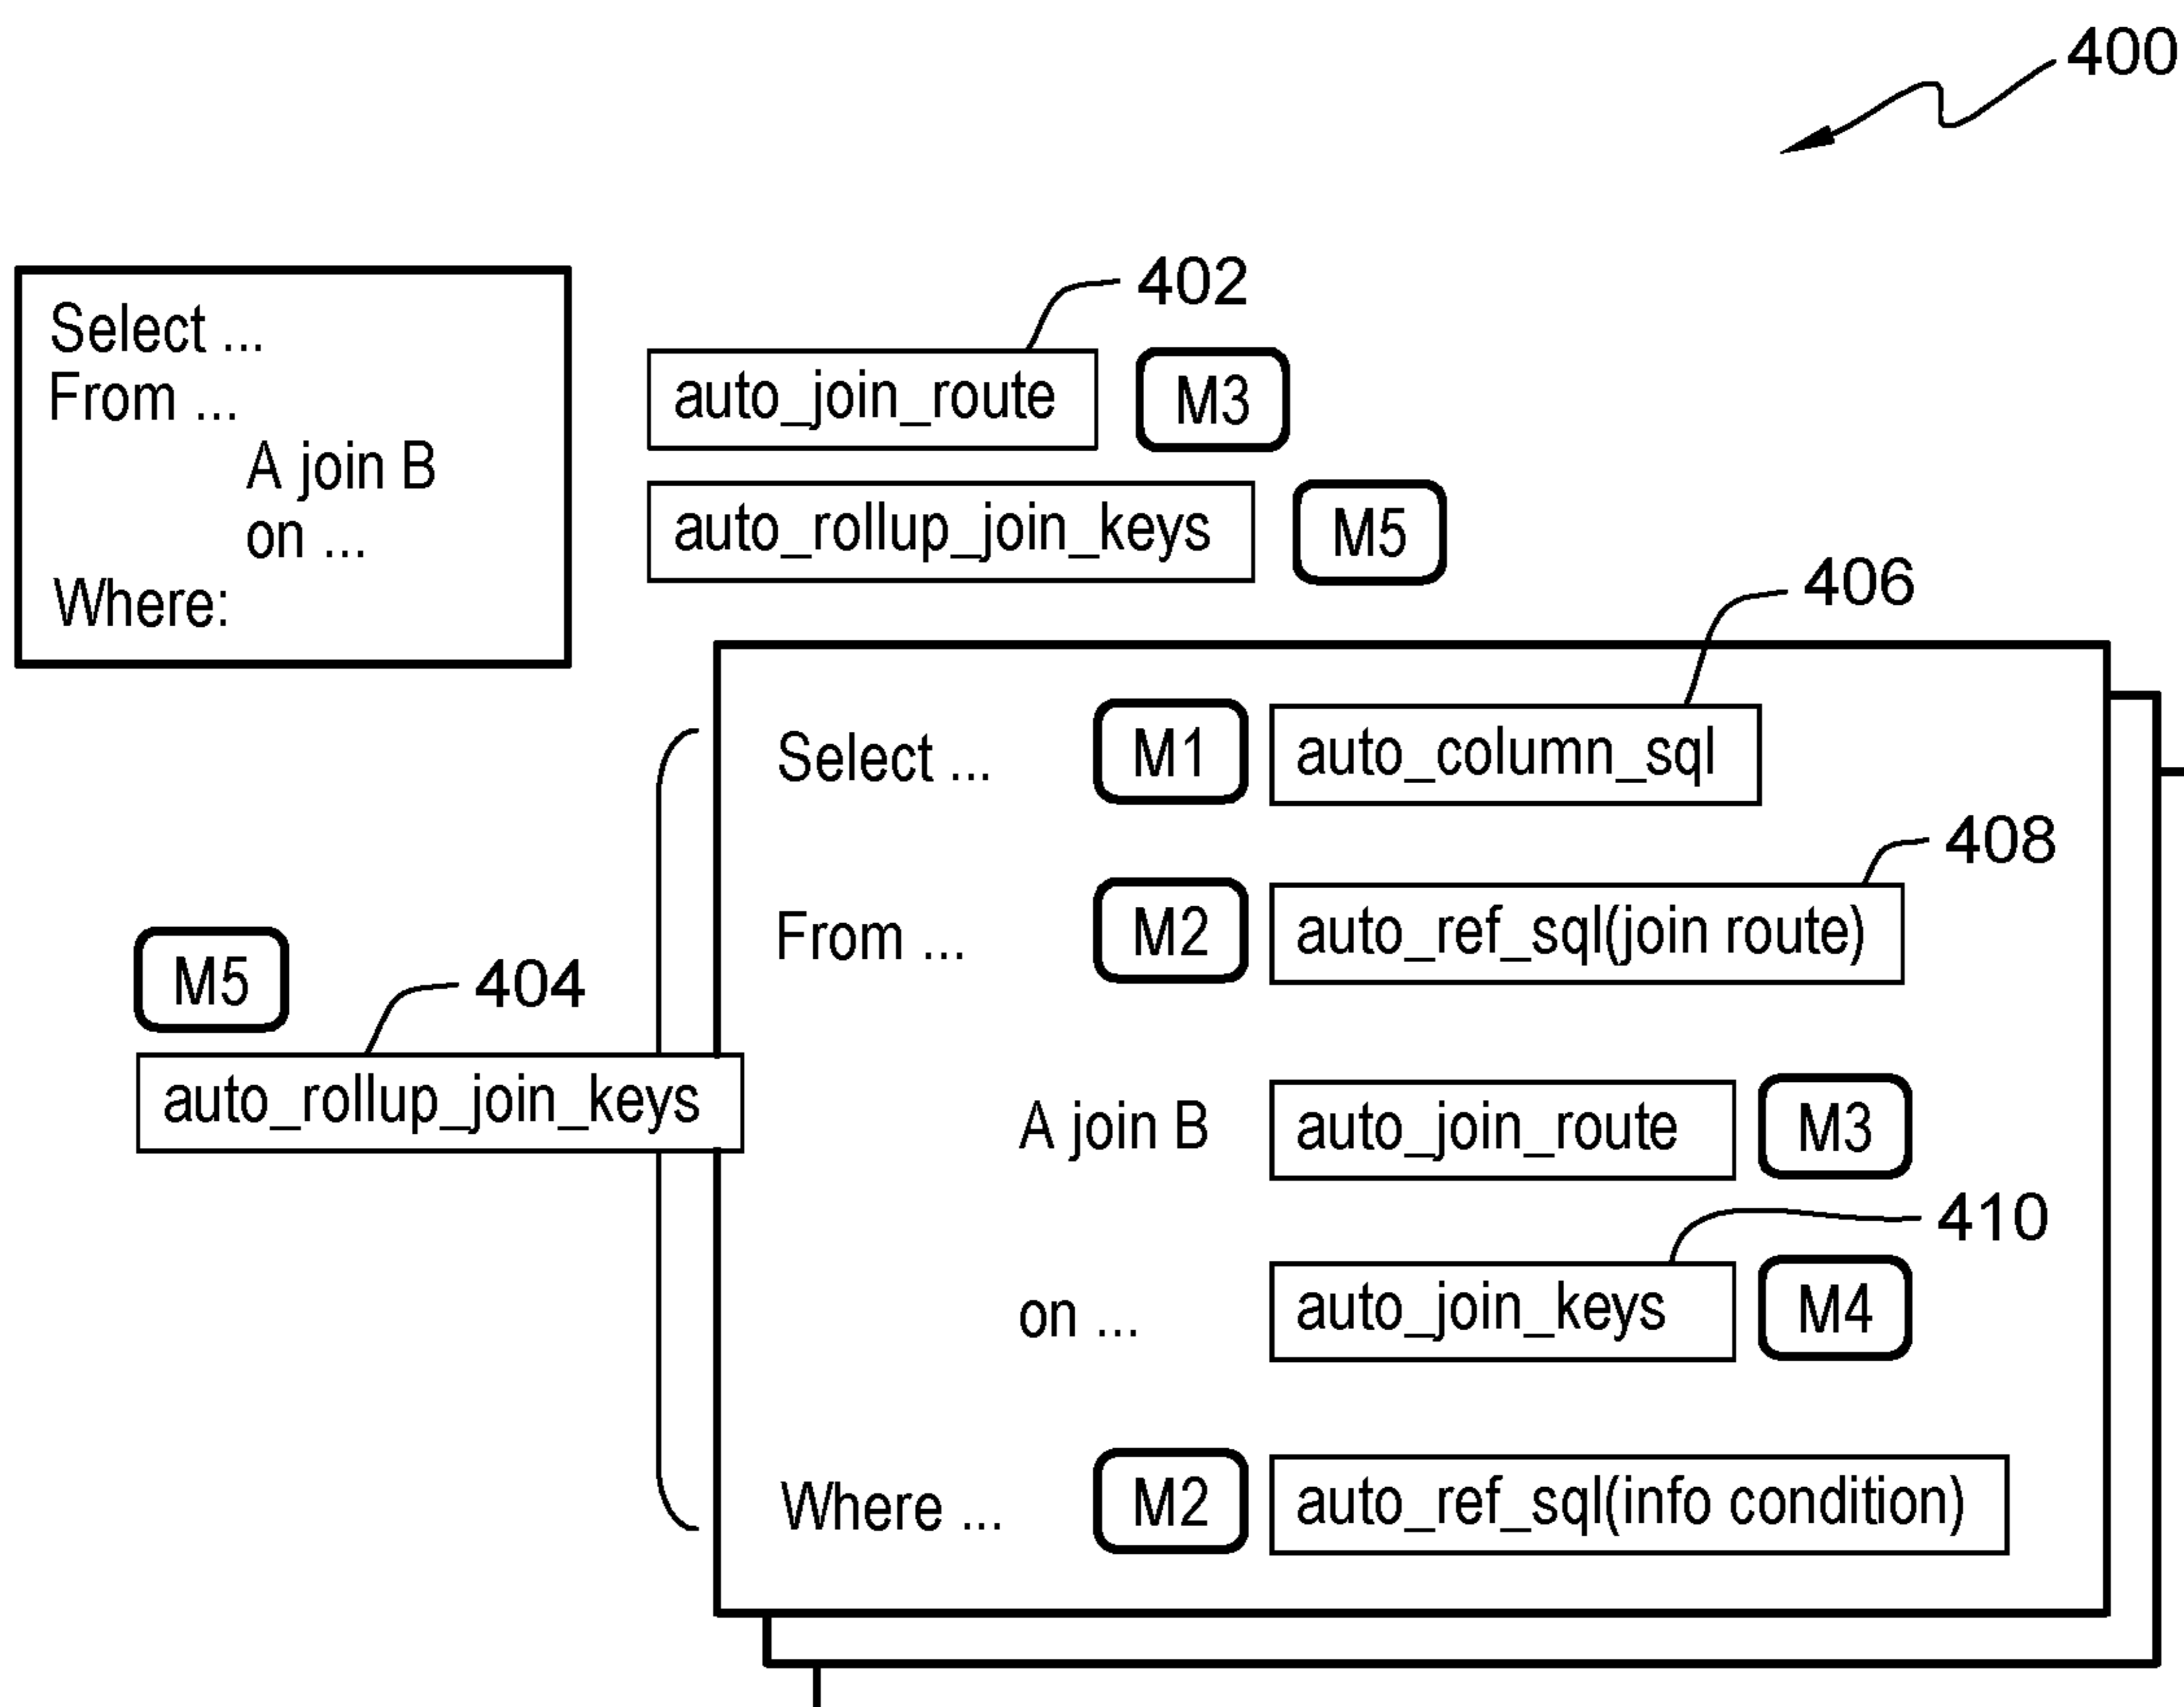 400
Select ...
From ...
A join B
on ...
Where:
402
auto_join_route M3
auto_rollup_join_keys M5
406
Select ... M1 auto_column_sql
408
From ... M2 auto_ref_sql(join route)
M5
404
auto_rollup_join_keys
A join B auto_join_route M3
410
on ... auto_join_keys M4
Where ... M2 auto_ref_sql(info condition)